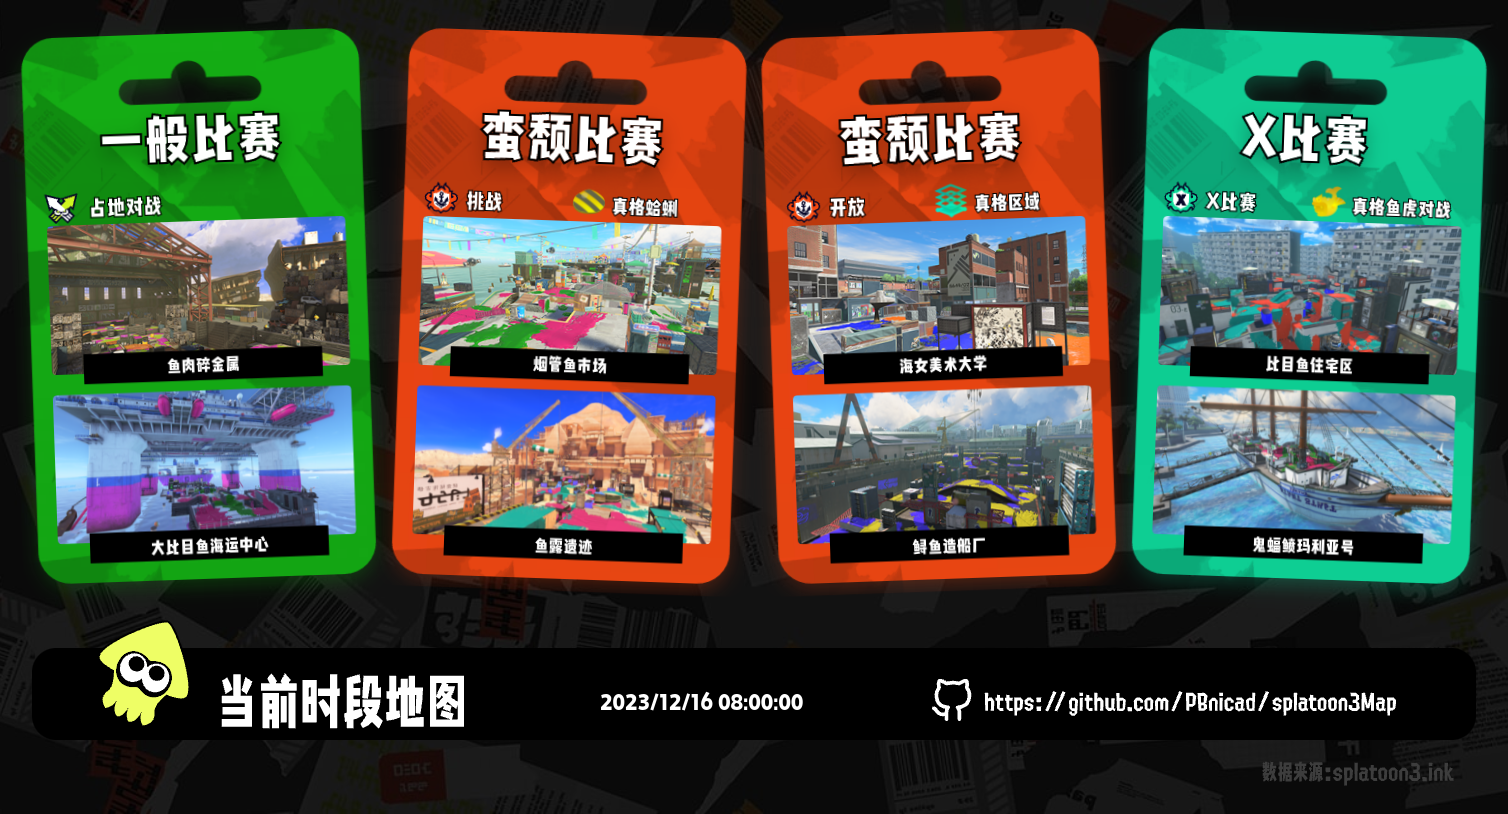 一般比赛
占地对战
鱼肉碎金属
大比目鱼海运中心
蛮颓比赛
挑战
真格蛤蜊
烟管鱼市场
鱼露遗迹
蛮颓比赛
开放
真格区域
海女美术大学
鲟鱼造船厂
X比赛
X比赛
真格鱼虎对战
比目鱼住宅区
鬼蝠鲼玛利亚号
当前时段地图
2023/12/16 08:00:00
https://github.com/PBnicad/splatoon3Map
数据来源:splatoon3.ink